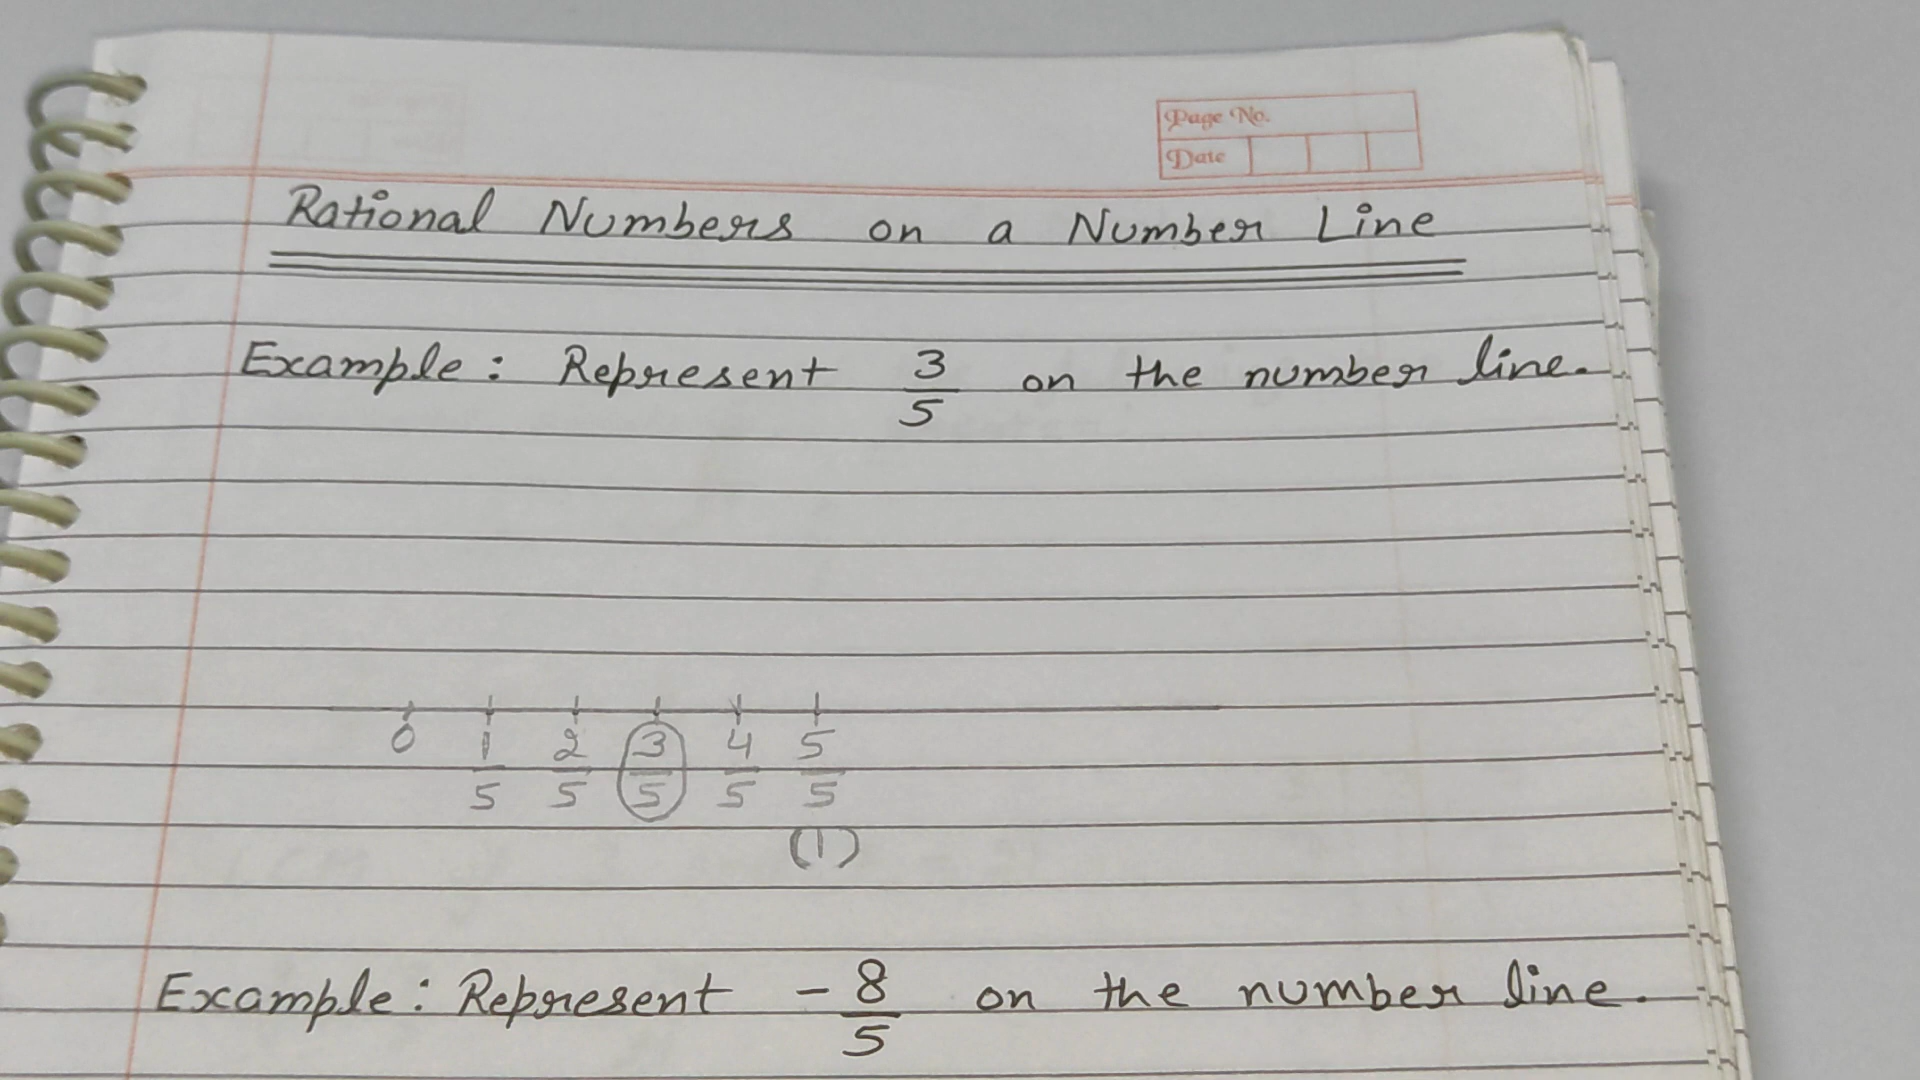 Page No.
Date
Rational Numbers on a Number Line
Example: Represent 3/5 on the number line.
0 1/5 2/5 3/5 4/5 5/5
(1)
Example: Represent -8/5 on the number line.